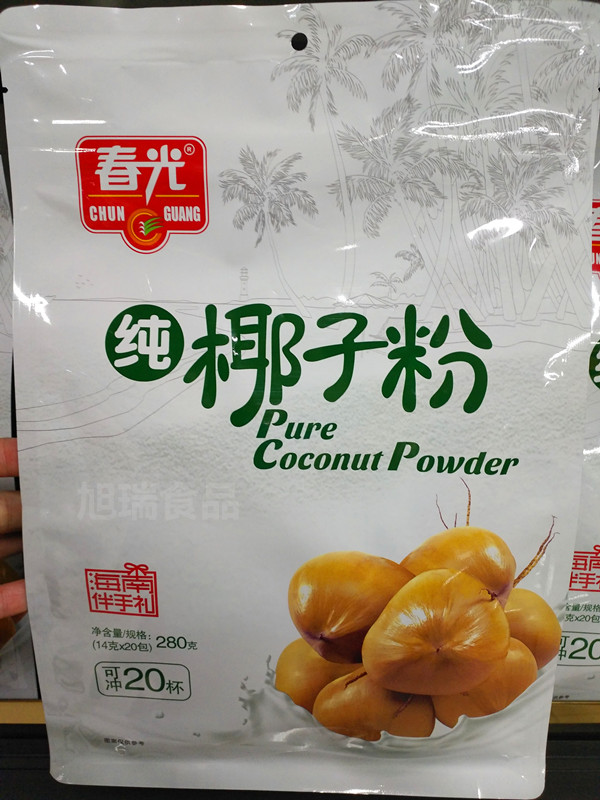 春光®
CHUN GUANG
纯椰子粉
Pure
Coconut Powder
旭瑞食品
海南
伴手礼
净含量/规格:
(14克x20包) 280克
可冲20杯